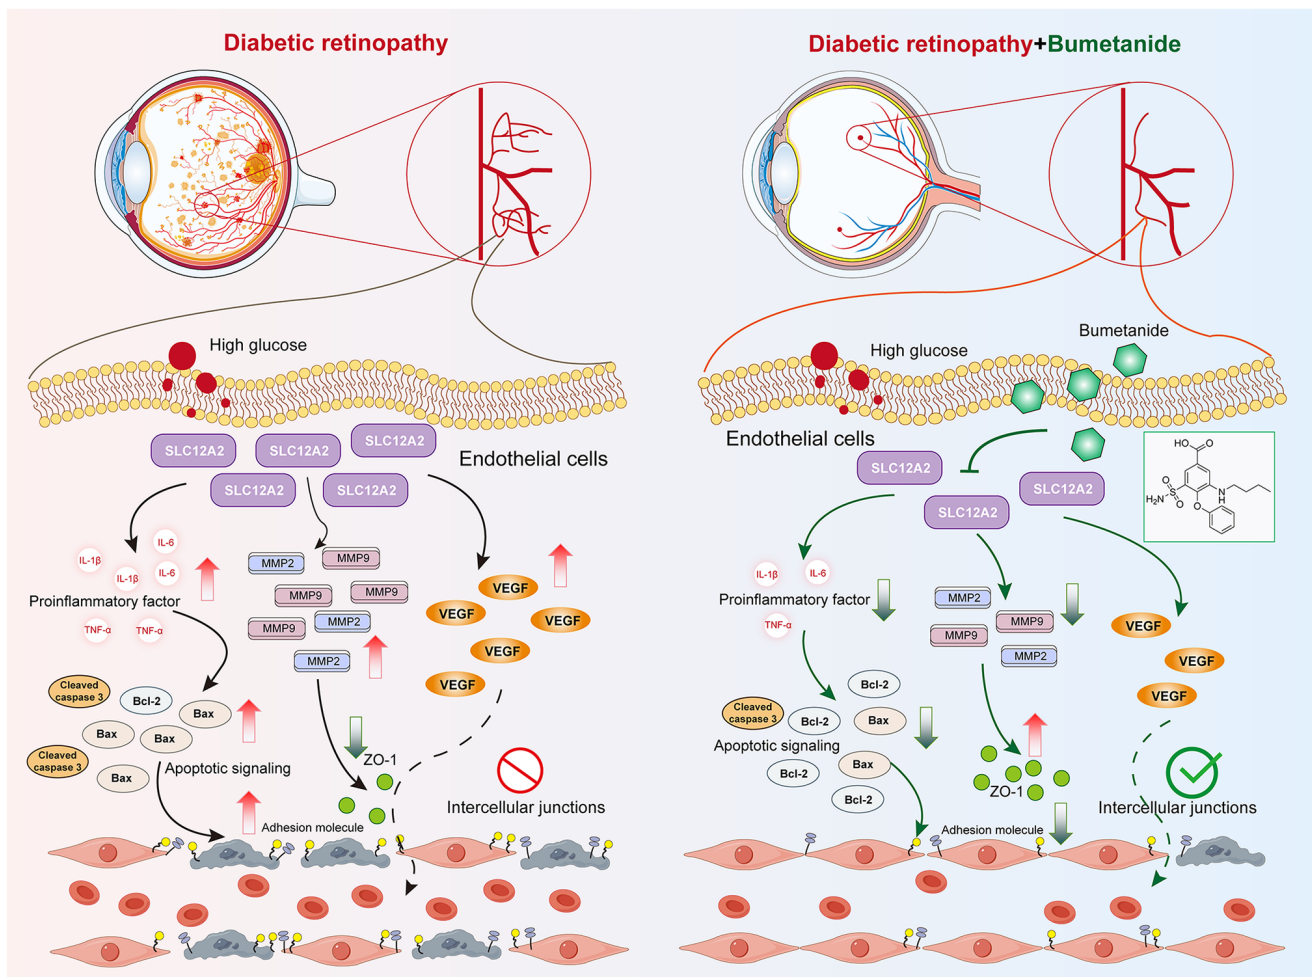 Diabetic retinopathy
High glucose
SLC12A2
SLC12A2
SLC12A2
SLC12A2
SLC12A2
Endothelial cells
IL-1β
IL-6
IL-1β
IL-6
Proinflammatory factor
TNF-α
TNF-α
MMP2
MMP9
MMP9
MMP9
MMP9
MMP2
MMP2
VEGF
VEGF
VEGF
VEGF
VEGF
Cleaved
caspase 3
Bcl-2
Bax
Bax
Bax
Cleaved
caspase 3
Bax
Apoptotic signaling
ZO-1
Intercellular junctions
Adhesion molecule
Diabetic retinopathy+Bumetanide
Bumetanide
High glucose
Endothelial cells
SLC12A2
SLC12A2
SLC12A2
HO
O
O
S
O
H₂N
O
N
H
IL-1β
IL-6
Proinflammatory factor
TNF-α
MMP2
MMP9
MMP9
MMP2
VEGF
VEGF
VEGF
Bcl-2
Cleaved
caspase 3
Bcl-2
Bax
Apoptotic signaling
Bcl-2
Bax
Bcl-2
ZO-1
Intercellular junctions
Adhesion molecule